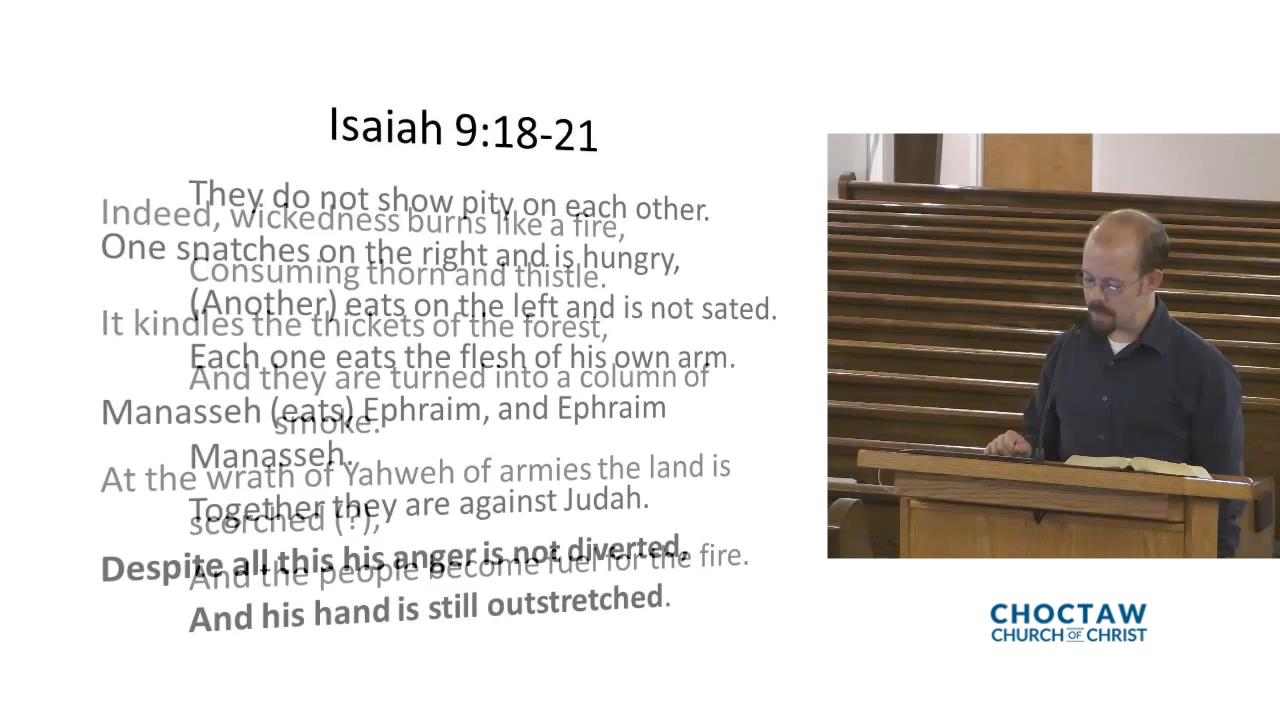 Isaiah 9:18-21
Indeed, wickedness burns like a fire,
Consuming thorn and thistle.
It kindles the thickets of the forest,
And they are turned into a column of
smoke.
At the wrath of Yahweh of armies the land is
scorched (?),
And the people become fuel for the fire.
They do not show pity on each other.
One snatches on the right and is hungry,
(Another) eats on the left and is not sated.
Each one eats the flesh of his own arm.
Manasseh (eats) Ephraim, and Ephraim
Manasseh.
Together they are against Judah.
Despite all this his anger is not diverted,
And his hand is still outstretched.
CHOCTAW
CHURCH OF CHRIST